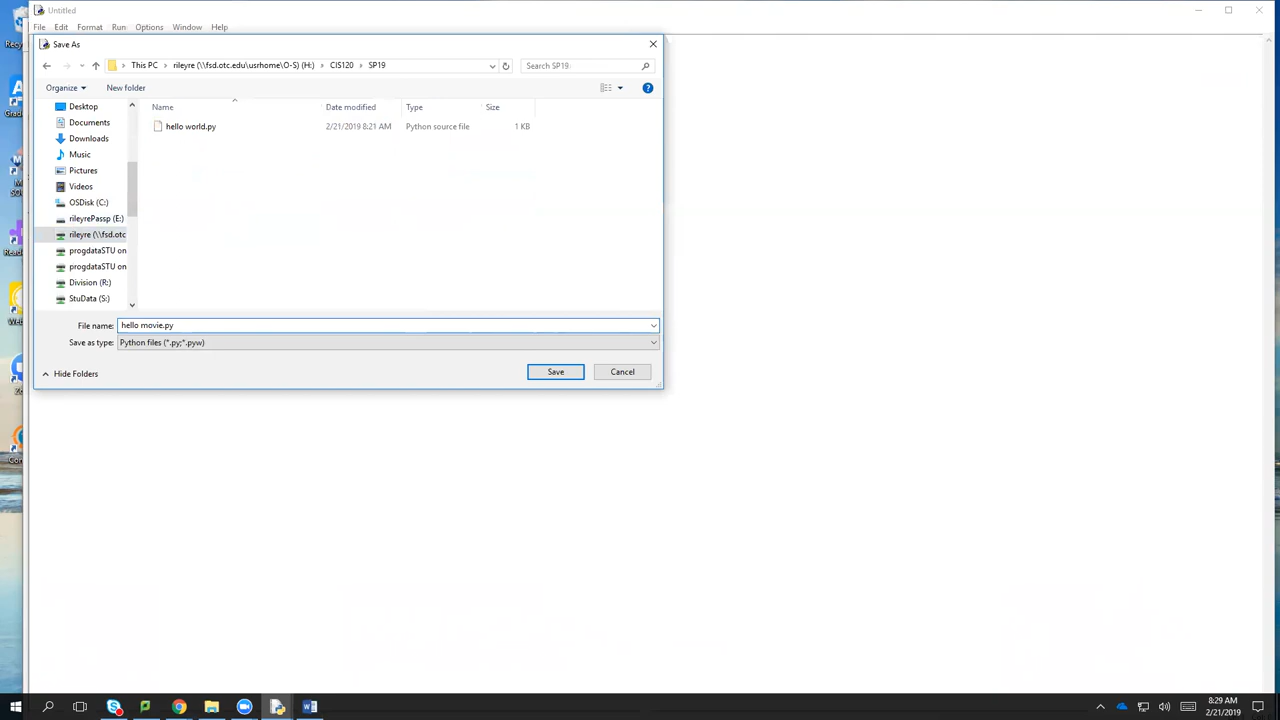 Untitled
File Edit Format Run Options Window Help
Save As
This PC > rileyre (\\fsd.otc.edu\usrhome\O-S) (H:) > CIS120 > SP19
Search SP19
Organize New folder
Name Date modified Type Size
hello world.py 2/21/2019 8:21 AM Python source file 1 KB
Desktop
Documents
Downloads
Music
Pictures
Videos
OSDisk (C:)
rileyrePassp (E:)
rileyre (\\fsd.otc
progdataSTU on
progdataSTU on
Division (R:)
StuData (S:)
File name: hello movie.py
Save as type: Python files (*.py;*.pyw)
Hide Folders
Save Cancel
8:29 AM
2/21/2019